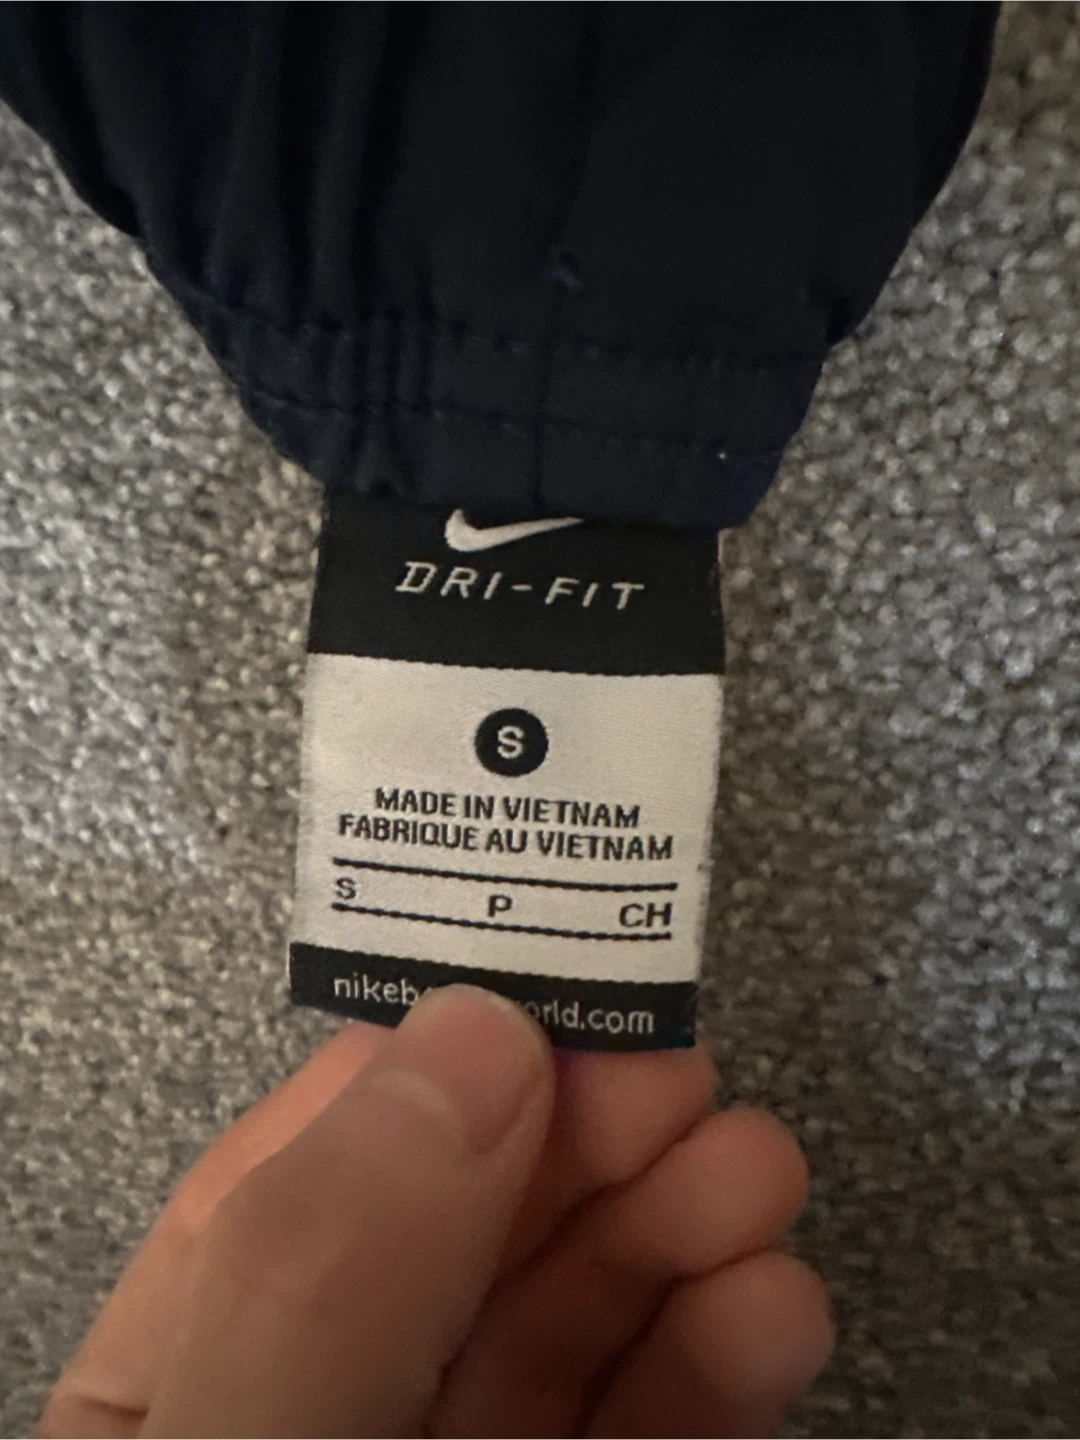 DRI-FIT
S
MADE IN VIETNAM
FABRIQUE AU VIETNAM
S P CH